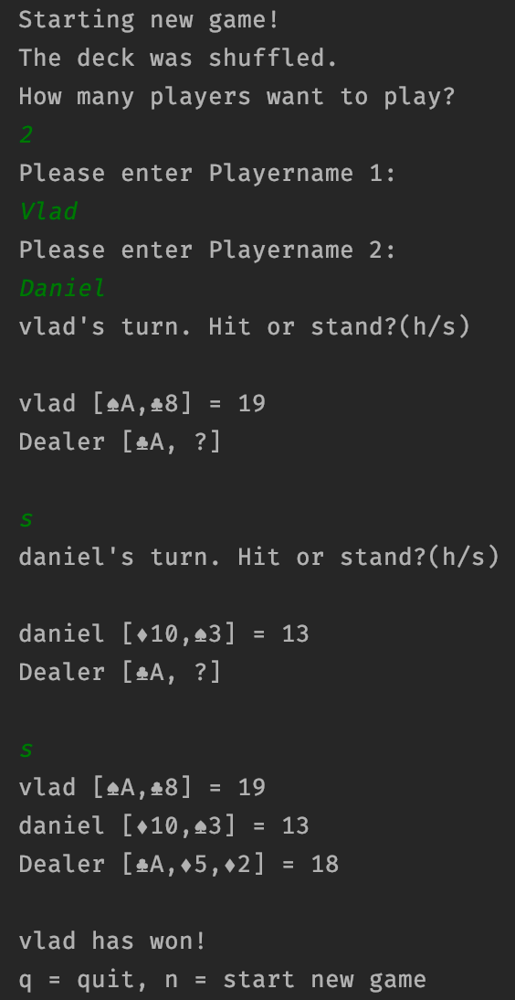 Starting new game!
The deck was shuffled.
How many players want to play?
2
Please enter Playername 1:
Vlad
Please enter Playername 2:
Daniel
vlad's turn. Hit or stand?(h/s)
vlad [♠A,♣8] = 19
Dealer [♣A, ?]
s
daniel's turn. Hit or stand?(h/s)
daniel [♦10,♠3] = 13
Dealer [♣A, ?]
s
vlad [♠A,♣8] = 19
daniel [♦10,♠3] = 13
Dealer [♣A,♦5,♦2] = 18
vlad has won!
q = quit, n = start new game